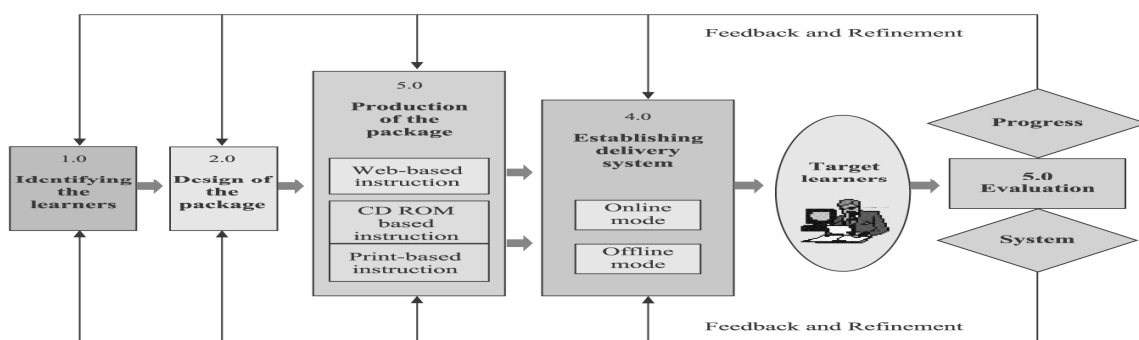 Feedback and Refinement
1.0
Identifying
the
learners
2.0
Design of
the
package
5.0
Production
of the
package
Web-based
instruction
CD ROM
based
instruction
Print-based
instruction
4.0
Establishing
delivery
system
Online
mode
Offline
mode
Target
learners
Progress
5.0
Evaluation
System
Feedback and Refinement